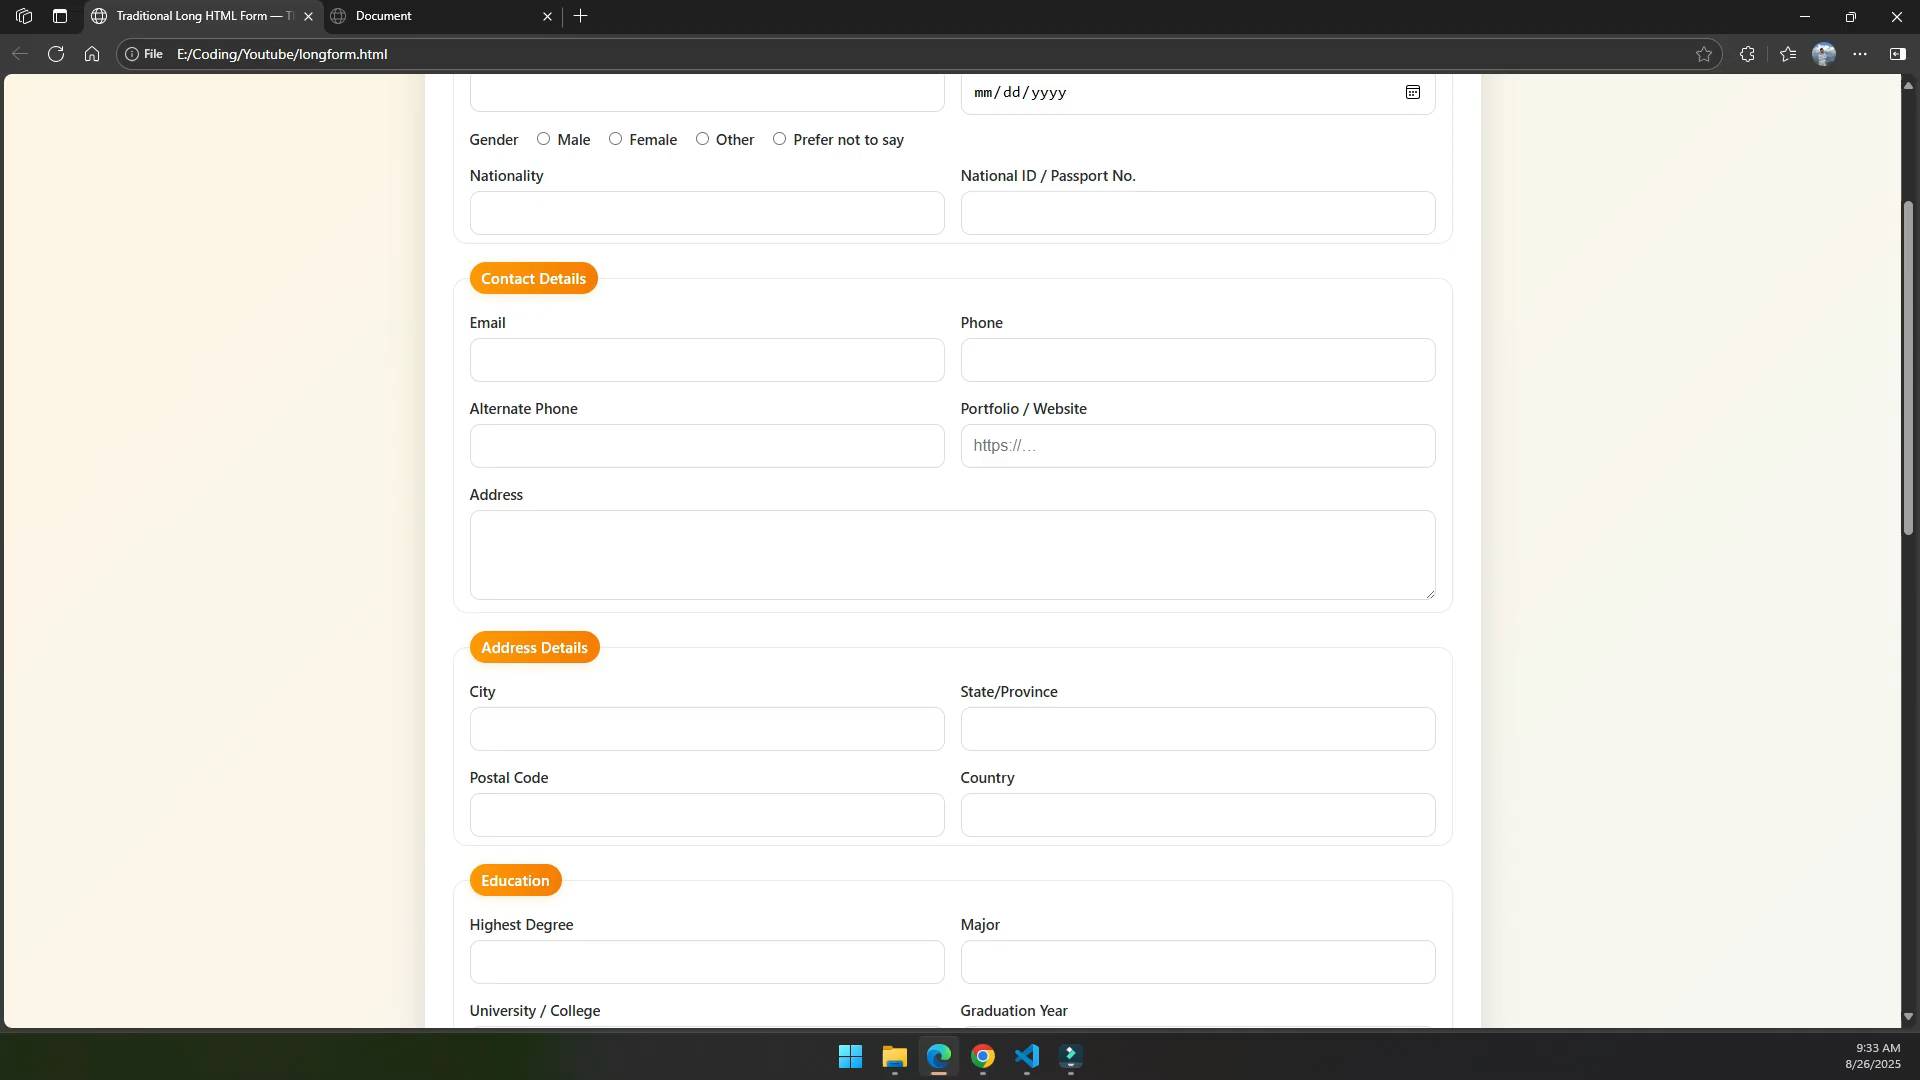 Traditional Long HTML Form —
Document
File
E:/Coding/Youtube/longform.html
mm/dd/yyyy
Gender Male Female Other Prefer not to say
Nationality National ID / Passport No.
Contact Details
Email Phone
Alternate Phone Portfolio / Website
https://…
Address
Address Details
City State/Province
Postal Code Country
Education
Highest Degree Major
University / College Graduation Year
9:33 AM
8/26/2025